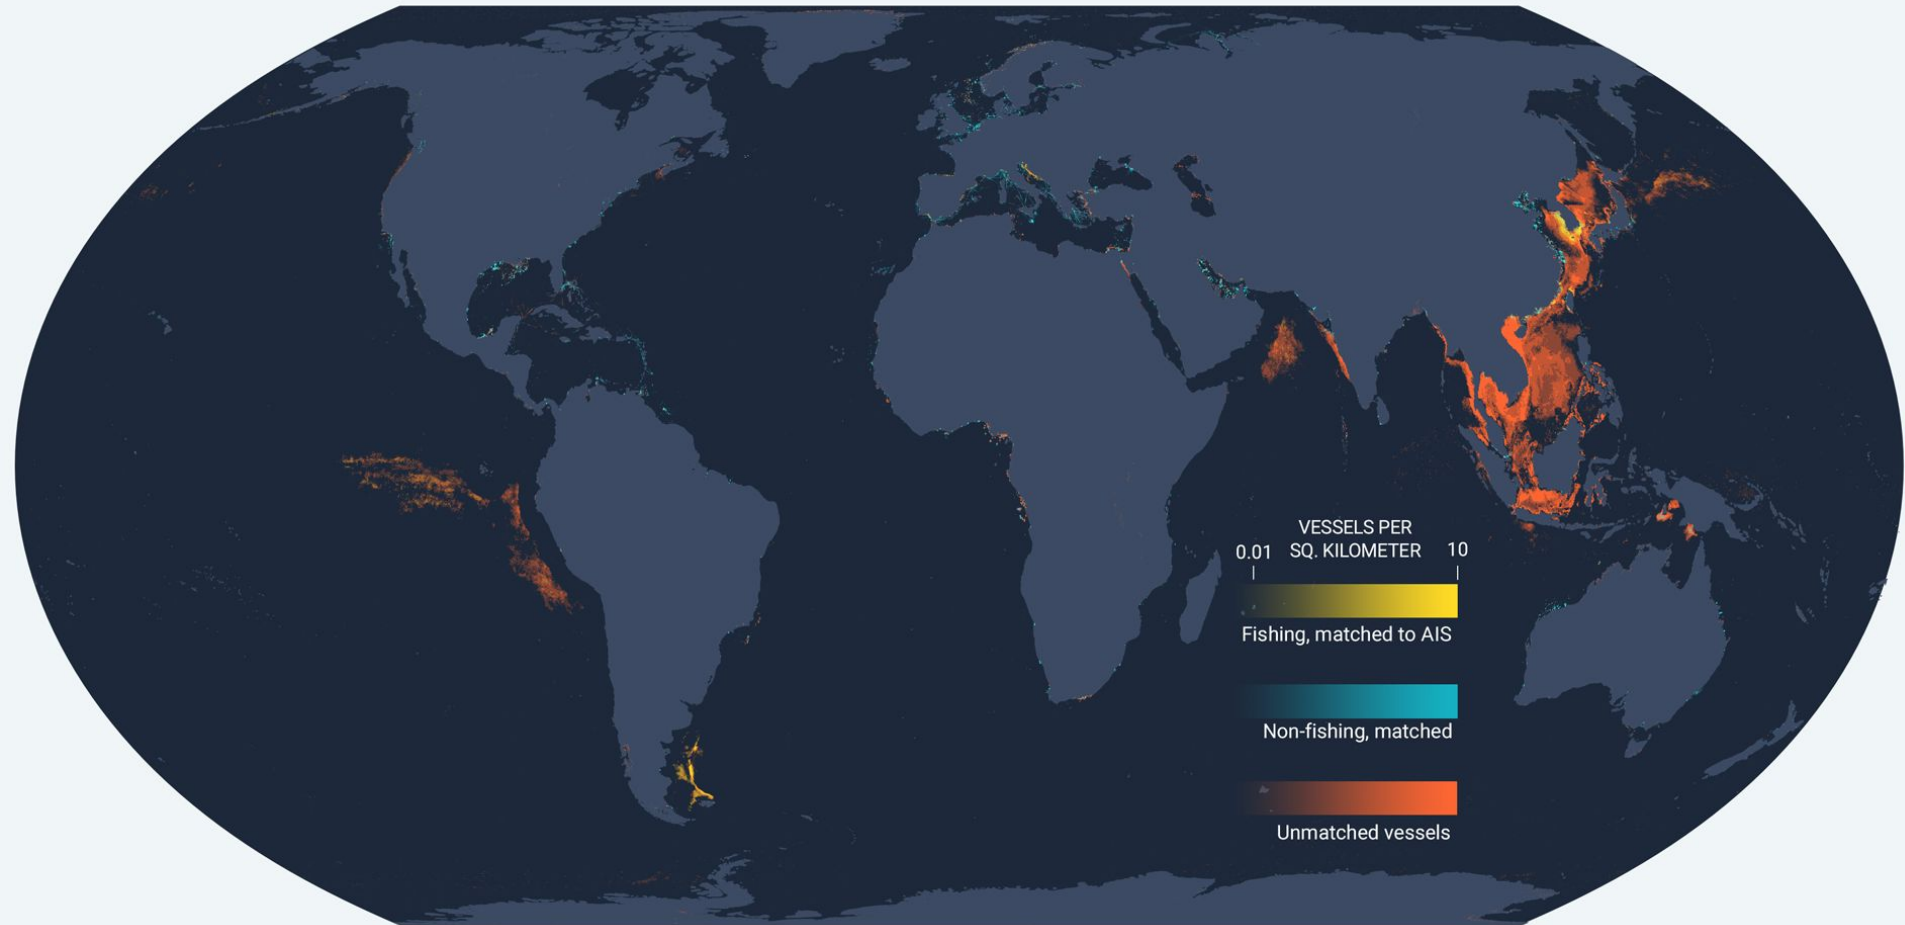 VESSELS PER
0.01 SQ. KILOMETER 10
Fishing, matched to AIS
Non-fishing, matched
Unmatched vessels